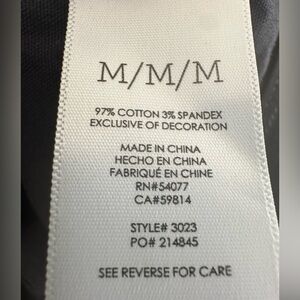 M/M/M
97% COTTON 3% SPANDEX
EXCLUSIVE OF DECORATION
MADE IN CHINA
HECHO EN CHINA
FABRIQUÉ EN CHINE
RN#54077
CA#59814
STYLE# 3023
PO# 214845
SEE REVERSE FOR CARE